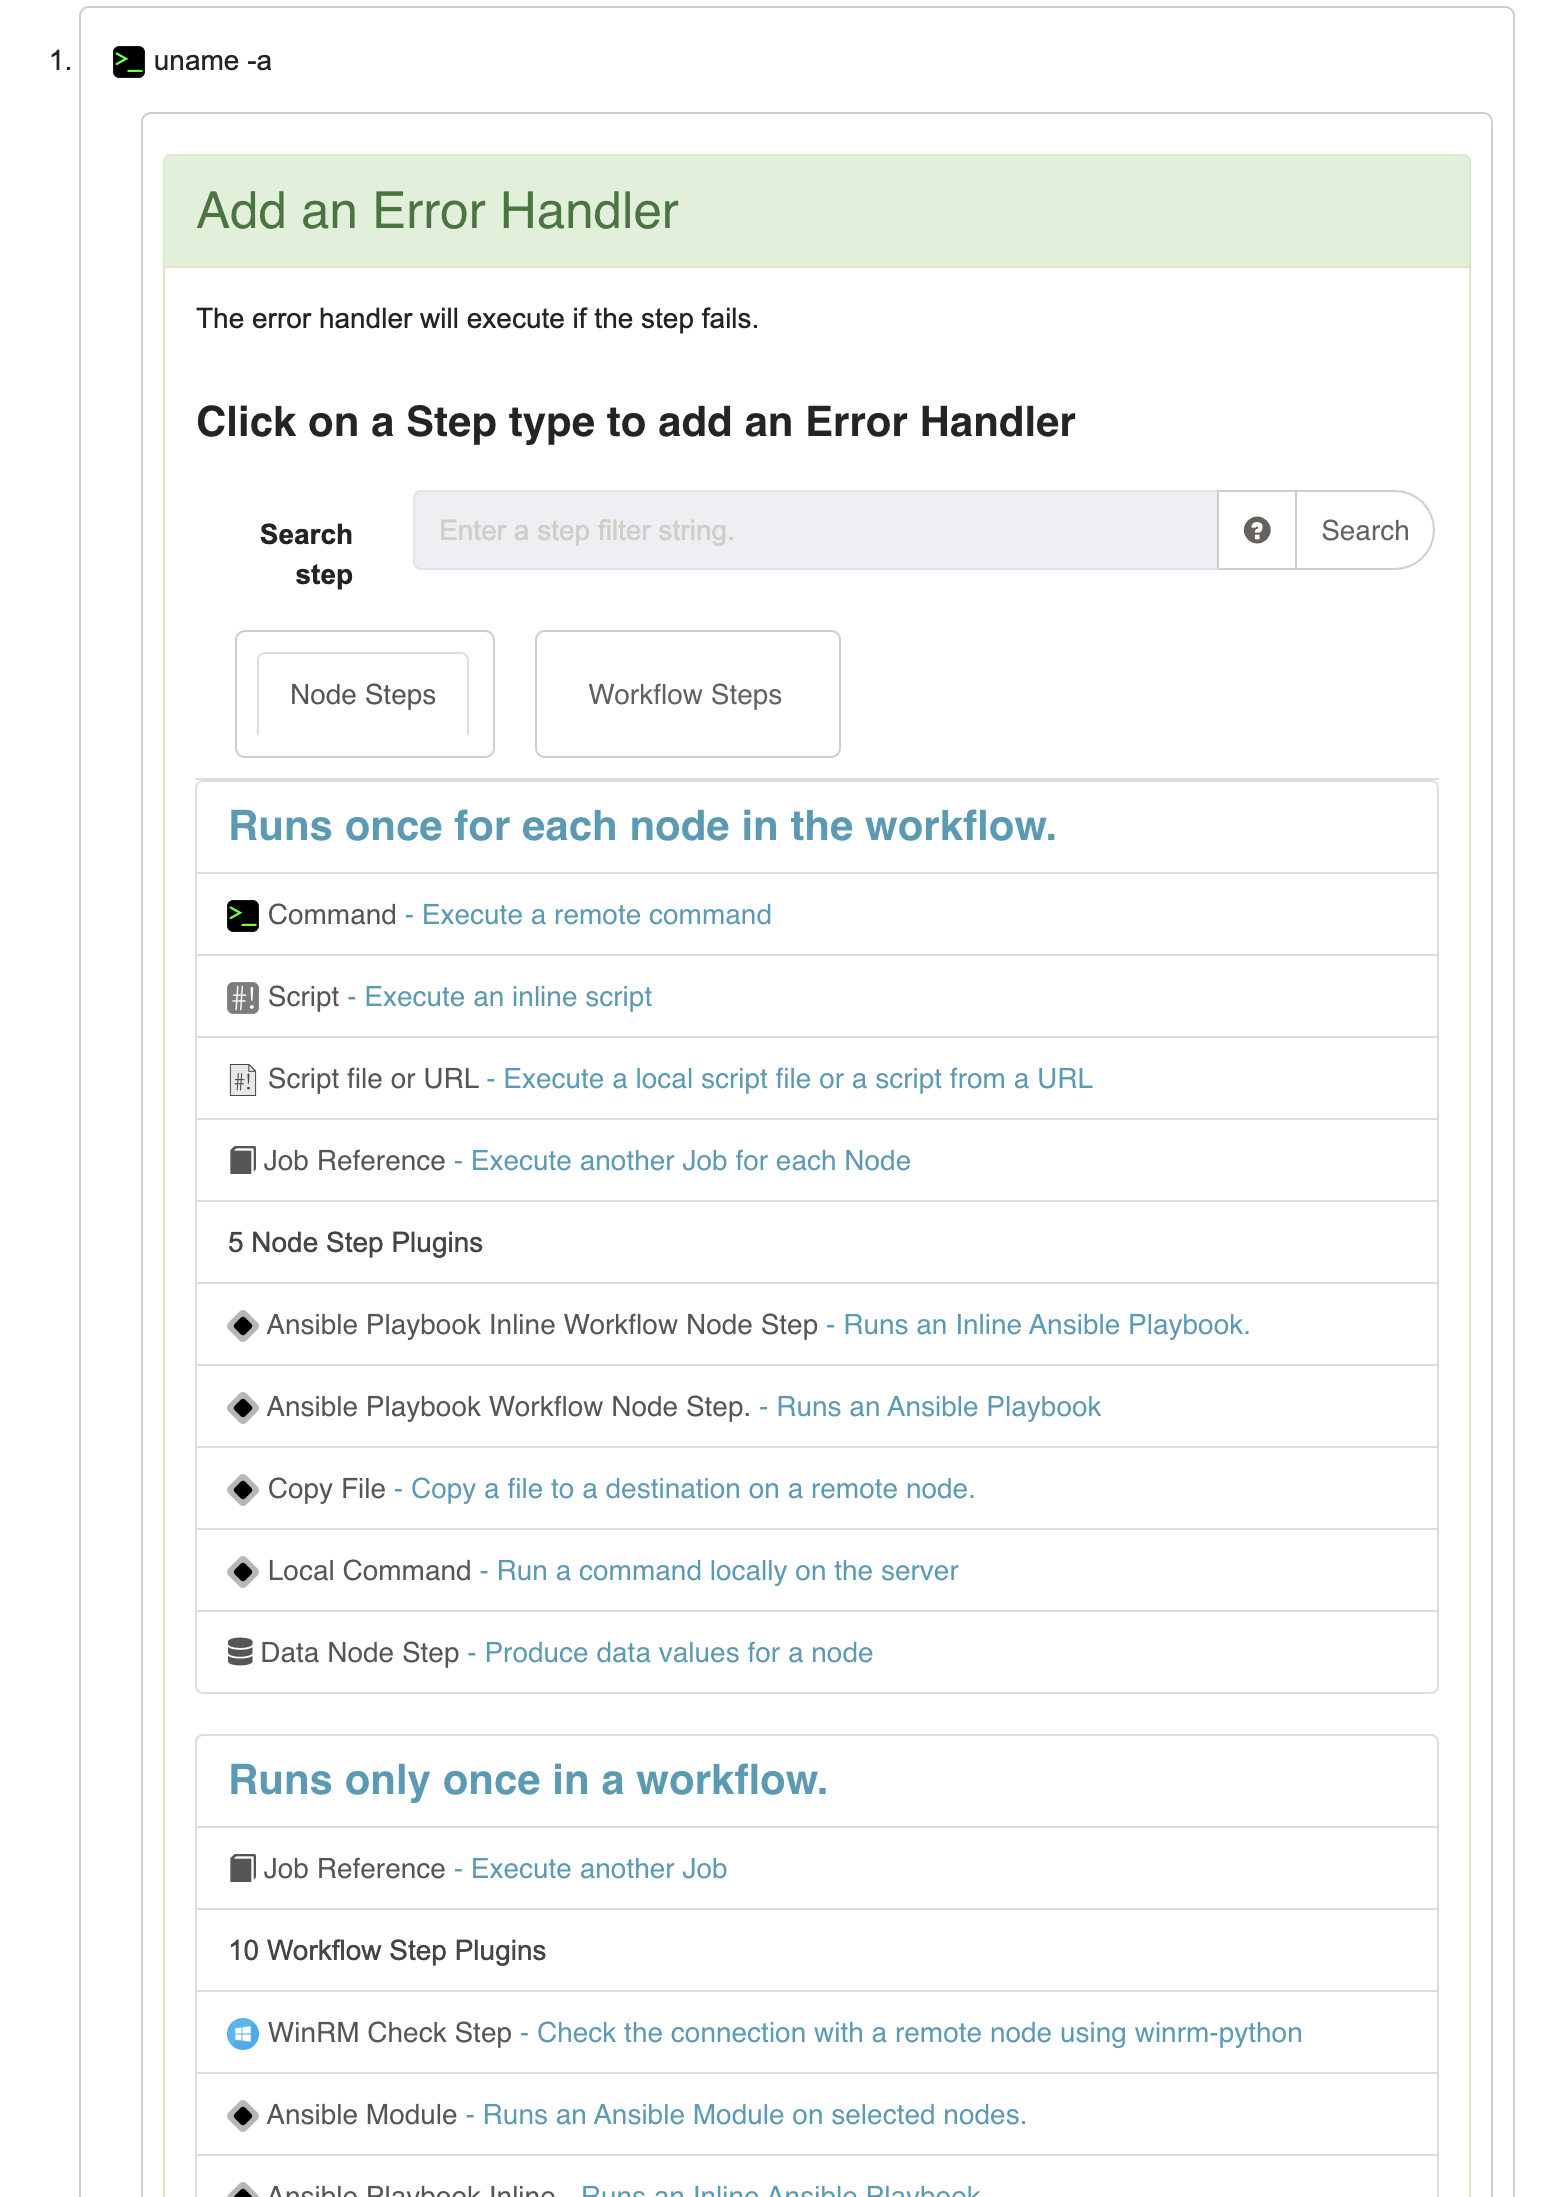 1. >_ uname -a
Add an Error Handler
The error handler will execute if the step fails.
Click on a Step type to add an Error Handler
Search
step
Enter a step filter string.
? Search
Node Steps
Workflow Steps
Runs once for each node in the workflow.
>_ Command - Execute a remote command
#! Script - Execute an inline script
#! Script file or URL - Execute a local script file or a script from a URL
Job Reference - Execute another Job for each Node
5 Node Step Plugins
Ansible Playbook Inline Workflow Node Step - Runs an Inline Ansible Playbook.
Ansible Playbook Workflow Node Step. - Runs an Ansible Playbook
Copy File - Copy a file to a destination on a remote node.
Local Command - Run a command locally on the server
Data Node Step - Produce data values for a node
Runs only once in a workflow.
Job Reference - Execute another Job
10 Workflow Step Plugins
WinRM Check Step - Check the connection with a remote node using winrm-python
Ansible Module - Runs an Ansible Module on selected nodes.
Ansible Playbook Inline - Runs an Inline Ansible Playbook